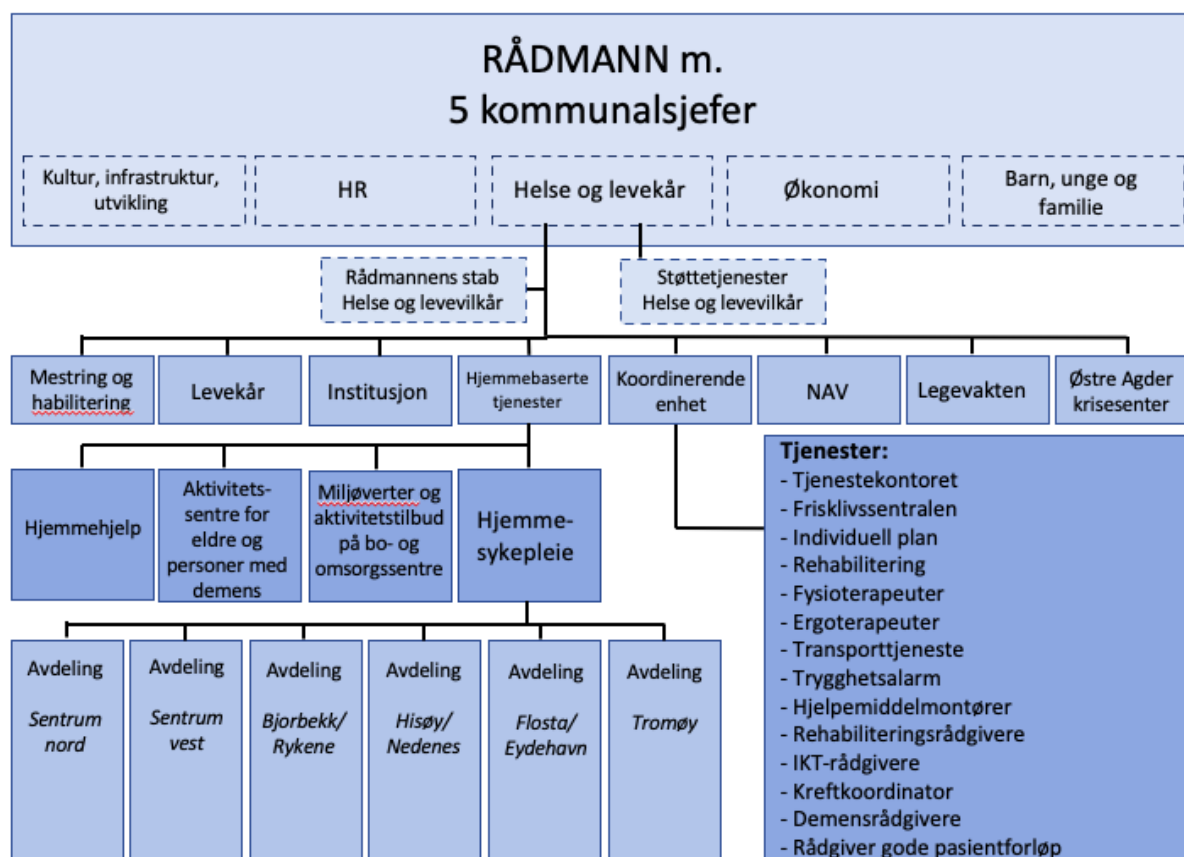 RÅDMANN m.
5 kommunalsjefer
Kultur, infrastruktur,
utvikling
HR
Helse og levekår
Økonomi
Barn, unge og
familie
Rådmannens stab
Helse og levevilkår
Støttetjenester
Helse og levevilkår
Mestring og
habilitering
Levekår
Institusjon
Hjemmebaserte
tjenester
Koordinerende
enhet
NAV
Legevakten
Østre Agder
krisesenter
Hjemmehjelp
Aktivitets-
sentre for
eldre og
personer med
demens
Miljøverter og
aktivitetstilbud
på bo- og
omsorgssentre
Hjemme-
sykepleie
Tjenester:
- Tjenestekontoret
- Frisklivssentralen
- Individuell plan
- Rehabilitering
- Fysioterapeuter
- Ergoterapeuter
- Transporttjeneste
- Trygghetsalarm
- Hjelpemiddelmontører
- Rehabiliteringsrådgivere
- IKT-rådgivere
- Kreftkoordinator
- Demensrådgivere
- Rådgiver gode pasientforløp
Avdeling
Sentrum
nord
Avdeling
Sentrum
vest
Avdeling
Bjorbekk/
Rykene
Avdeling
Hisøy/
Nedenes
Avdeling
Flosta/
Eydehavn
Avdeling
Tromøy